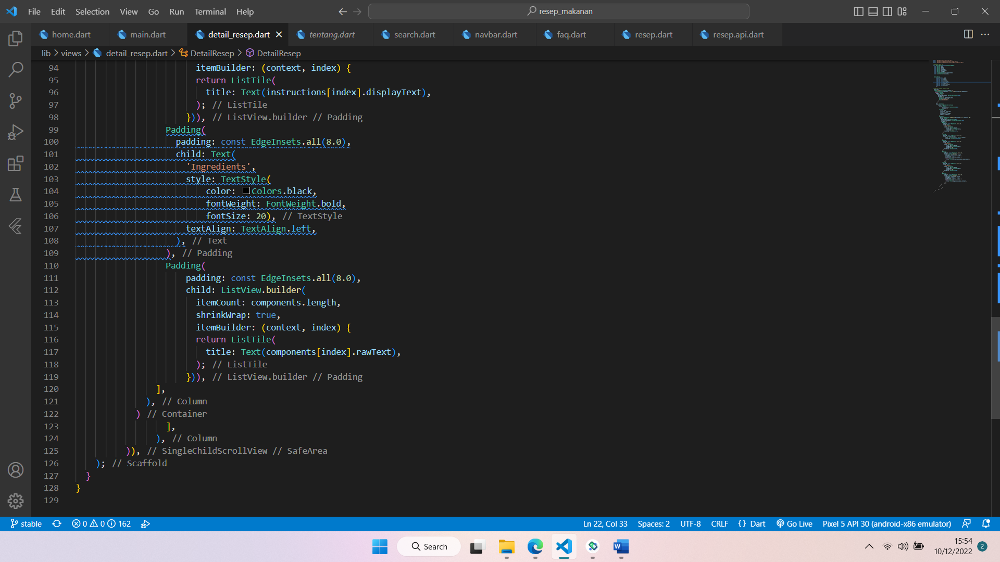 File Edit Selection View Go Run Terminal Help
resep_makanan
home.dart main.dart detail_resep.dart tentang.dart search.dart navbar.dart faq.dart resep.dart resep.api.dart
lib > views > detail_resep.dart > DetailResep > DetailResep
94 itemBuilder: (context, index) {
95 return ListTile(
96 title: Text(instructions[index].displayText),
97 ); // ListTile
98 })), // ListView.builder // Padding
99 Padding(
100 padding: const EdgeInsets.all(8.0),
101 child: Text(
102 'Ingredients',
103 style: TextStyle(
104 color: Colors.black,
105 fontWeight: FontWeight.bold,
106 fontSize: 20), // TextStyle
107 textAlign: TextAlign.left,
108 ), // Text
109 ), // Padding
110 Padding(
111 padding: const EdgeInsets.all(8.0),
112 child: ListView.builder(
113 itemCount: components.length,
114 shrinkWrap: true,
115 itemBuilder: (context, index) {
116 return ListTile(
117 title: Text(components[index].rawText),
118 ); // ListTile
119 })), // ListView.builder // Padding
120 ],
121 ), // Column
122 ) // Container
123 ],
124 ), // Column
125 )), // SingleChildScrollView // SafeArea
126 ); // Scaffold
127 }
128 }
129
stable 0 0 162 Ln 22, Col 33 Spaces: 2 UTF-8 CRLF {} Dart Go Live Pixel 5 API 30 (android-x86 emulator)
Search
15:54
10/12/2022 2